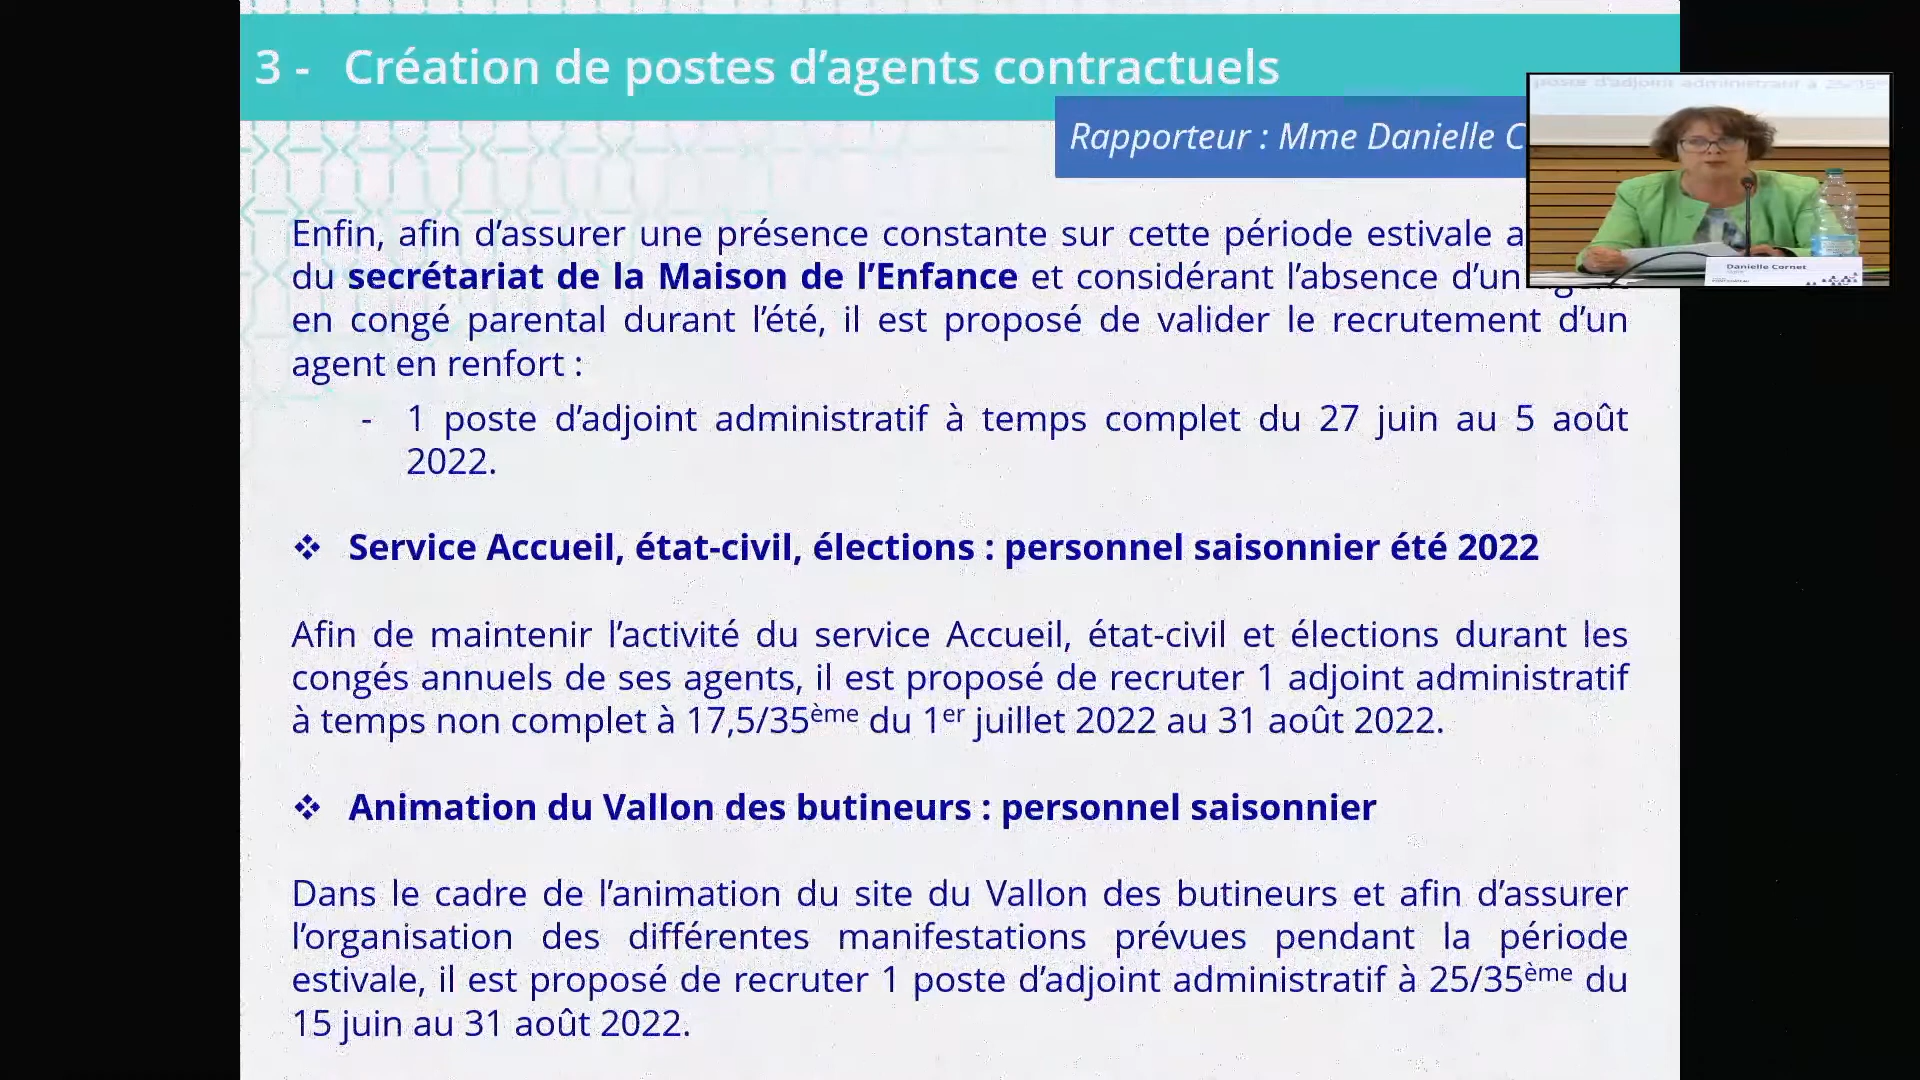 3 - Création de postes d’agents contractuels
Rapporteur : Mme Danielle C
poste d'adjoint administratif à 25/35
Danielle Cornet
Enfin, afin d’assurer une présence constante sur cette période estivale a
du secrétariat de la Maison de l’Enfance et considérant l’absence d’un agent
en congé parental durant l’été, il est proposé de valider le recrutement d’un
agent en renfort :
- 1 poste d’adjoint administratif à temps complet du 27 juin au 5 août
2022.
❖ Service Accueil, état-civil, élections : personnel saisonnier été 2022
Afin de maintenir l’activité du service Accueil, état-civil et élections durant les
congés annuels de ses agents, il est proposé de recruter 1 adjoint administratif
à temps non complet à 17,5/35ème du 1er juillet 2022 au 31 août 2022.
❖ Animation du Vallon des butineurs : personnel saisonnier
Dans le cadre de l’animation du site du Vallon des butineurs et afin d’assurer
l’organisation des différentes manifestations prévues pendant la période
estivale, il est proposé de recruter 1 poste d’adjoint administratif à 25/35ème du
15 juin au 31 août 2022.